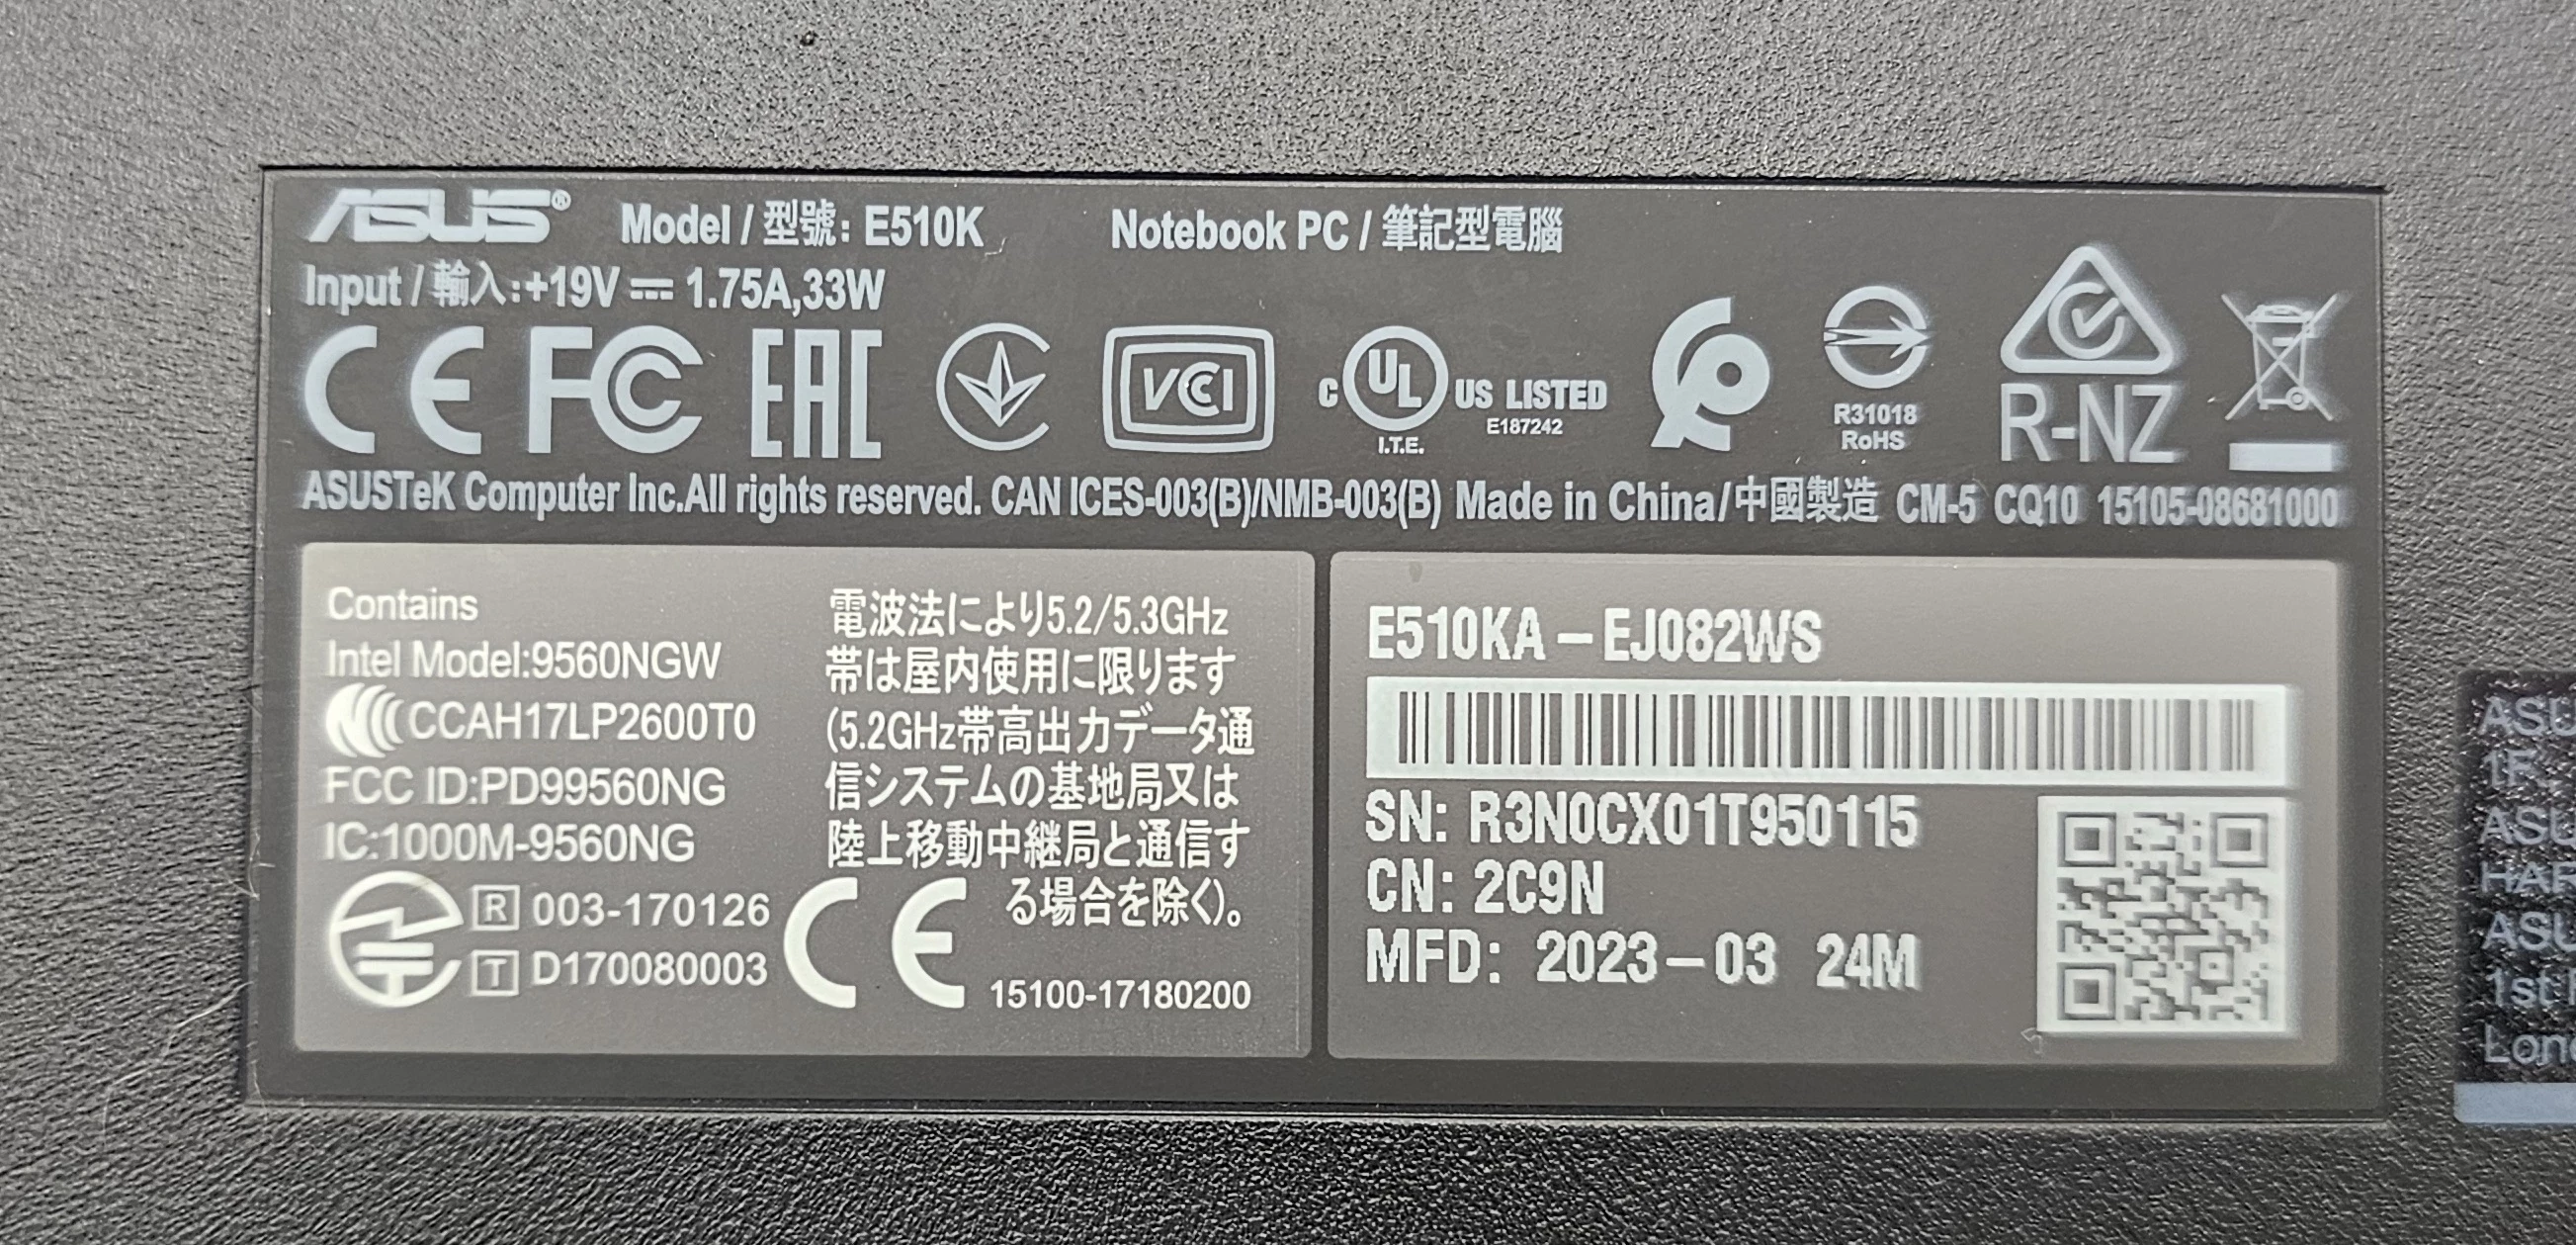 ASUS® Model / 型號: E510K Notebook PC / 筆記型電腦
Input / 輸入:+19V ⎓ 1.75A,33W
CE FC EAC VCCI C UL US LISTED
I.T.E. E187242
R31018
RoHS
R-NZ
ASUSTeK Computer Inc.All rights reserved. CAN ICES-003(B)/NMB-003(B) Made in China/中國製造 CM-5 CQ10 15105-08681000
Contains
Intel Model:9560NGW
CCAH17LP2600T0
FCC ID:PD99560NG
IC:1000M-9560NG
R 003-170126
T D170080003
電波法により5.2/5.3GHz
帯は屋内使用に限ります
(5.2GHz帯高出力データ通
信システムの基地局又は
陸上移動中継局と通信す
る場合を除く)。
CE
15100-17180200
E510KA-EJ082WS
SN: R3N0CX01T950115
CN: 2C9N
MFD: 2023-03 24M
1F,
1st